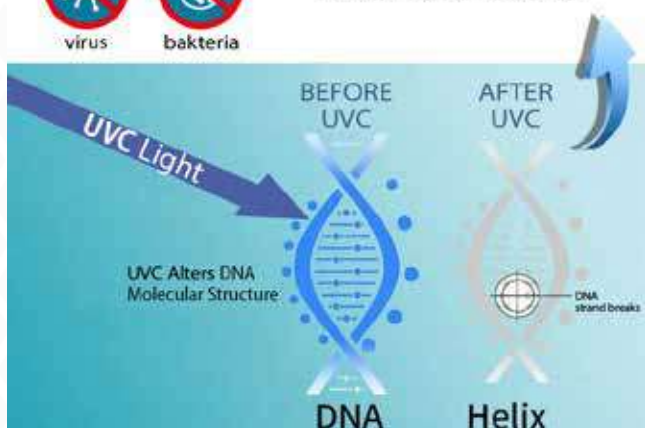 virus
bakteria
BEFORE
UVC
AFTER
UVC
UVC Light
UVC Alters DNA
Molecular Structure
DNA
strand breaks
DNA
Helix